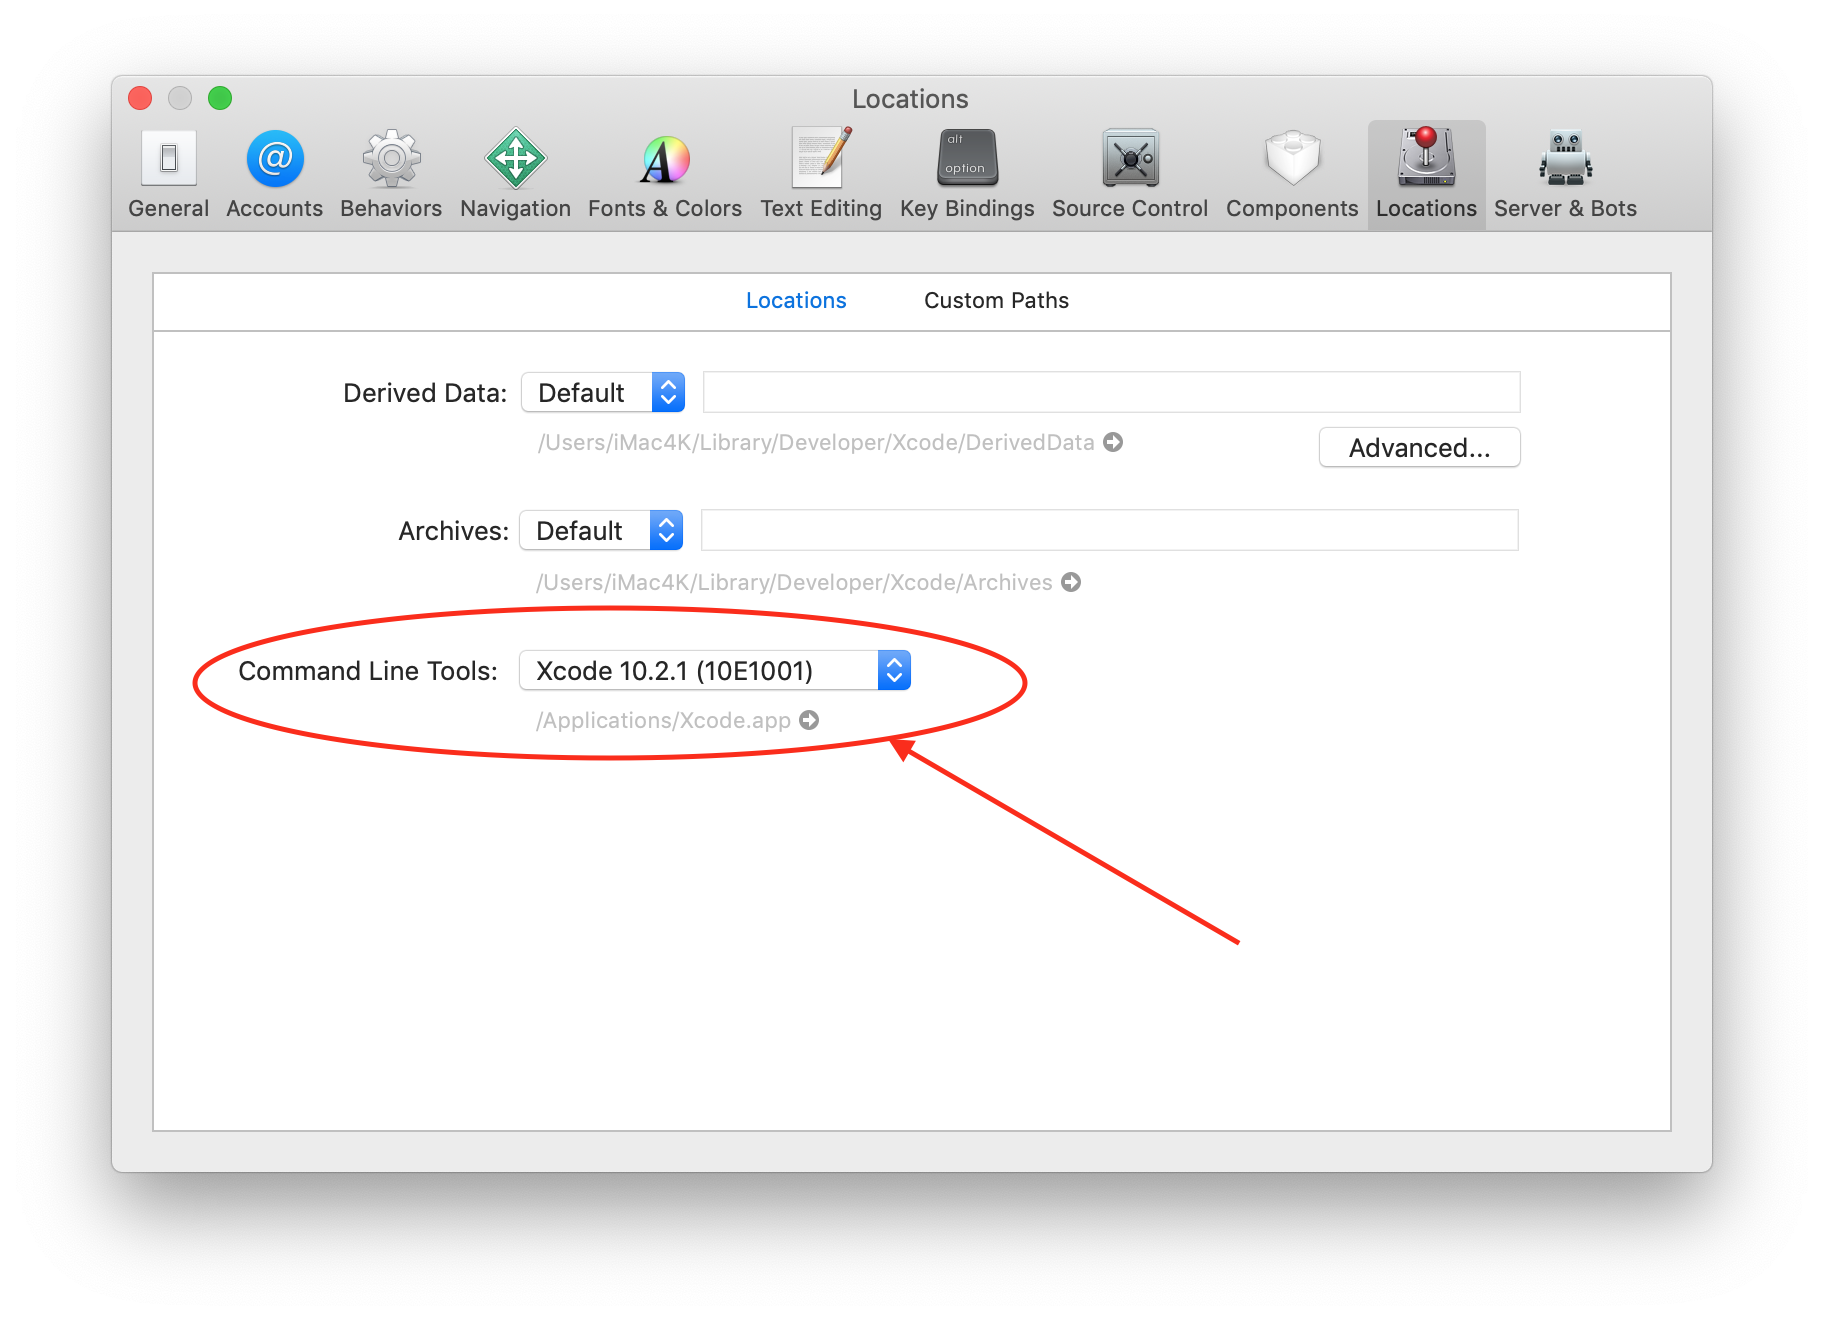 Locations
alt
option
General Accounts Behaviors Navigation Fonts & Colors Text Editing Key Bindings Source Control Components Locations Server & Bots
Locations Custom Paths
Derived Data: Default
/Users/iMac4K/Library/Developer/Xcode/DerivedData
Advanced...
Archives: Default
/Users/iMac4K/Library/Developer/Xcode/Archives
Command Line Tools: Xcode 10.2.1 (10E1001)
/Applications/Xcode.app